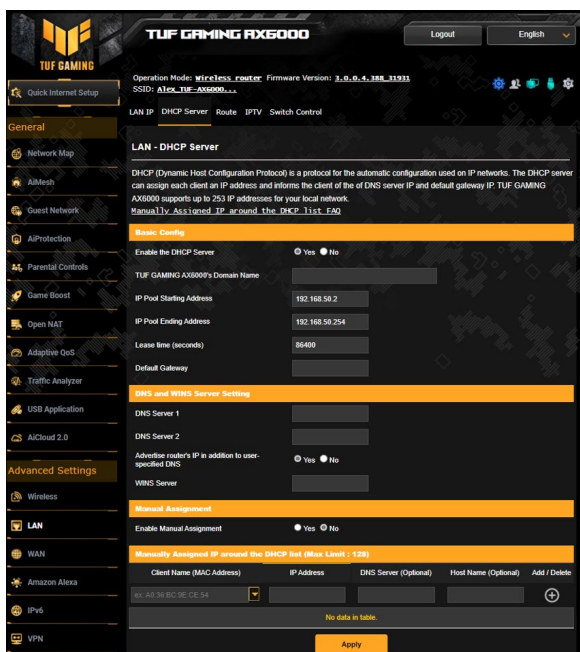 TUF GAMING AX6000
Logout
English
TUF GAMING
Operation Mode: Wireless router Firmware Version: 3.0.0.4.388_31931
SSID: Alex_TUF-AX6000...
Quick Internet Setup
LAN IP DHCP Server Route IPTV Switch Control
General
Network Map
AiMesh
Guest Network
AiProtection
Parental Controls
Game Boost
Open NAT
Adaptive QoS
Traffic Analyzer
USB Application
AiCloud 2.0
Advanced Settings
Wireless
LAN
WAN
Amazon Alexa
IPv6
VPN
LAN - DHCP Server
DHCP (Dynamic Host Configuration Protocol) is a protocol for the automatic configuration used on IP networks. The DHCP server
can assign each client an IP address and informs the client of the of DNS server IP and default gateway IP. TUF GAMING
AX6000 supports up to 253 IP addresses for your local network.
Manually Assigned IP around the DHCP list FAQ
Basic Config
Enable the DHCP Server Yes No
TUF GAMING AX6000's Domain Name
IP Pool Starting Address 192.168.50.2
IP Pool Ending Address 192.168.50.254
Lease time (seconds) 86400
Default Gateway
DNS and WINS Server Setting
DNS Server 1
DNS Server 2
Advertise router's IP in addition to user-
specified DNS Yes No
WINS Server
Manual Assignment
Enable Manual Assignment Yes No
Manually Assigned IP around the DHCP list (Max Limit : 128)
Client Name (MAC Address) IP Address DNS Server (Optional) Host Name (Optional) Add / Delete
ex: A0:36:BC:9E:CE:54
No data in table.
Apply